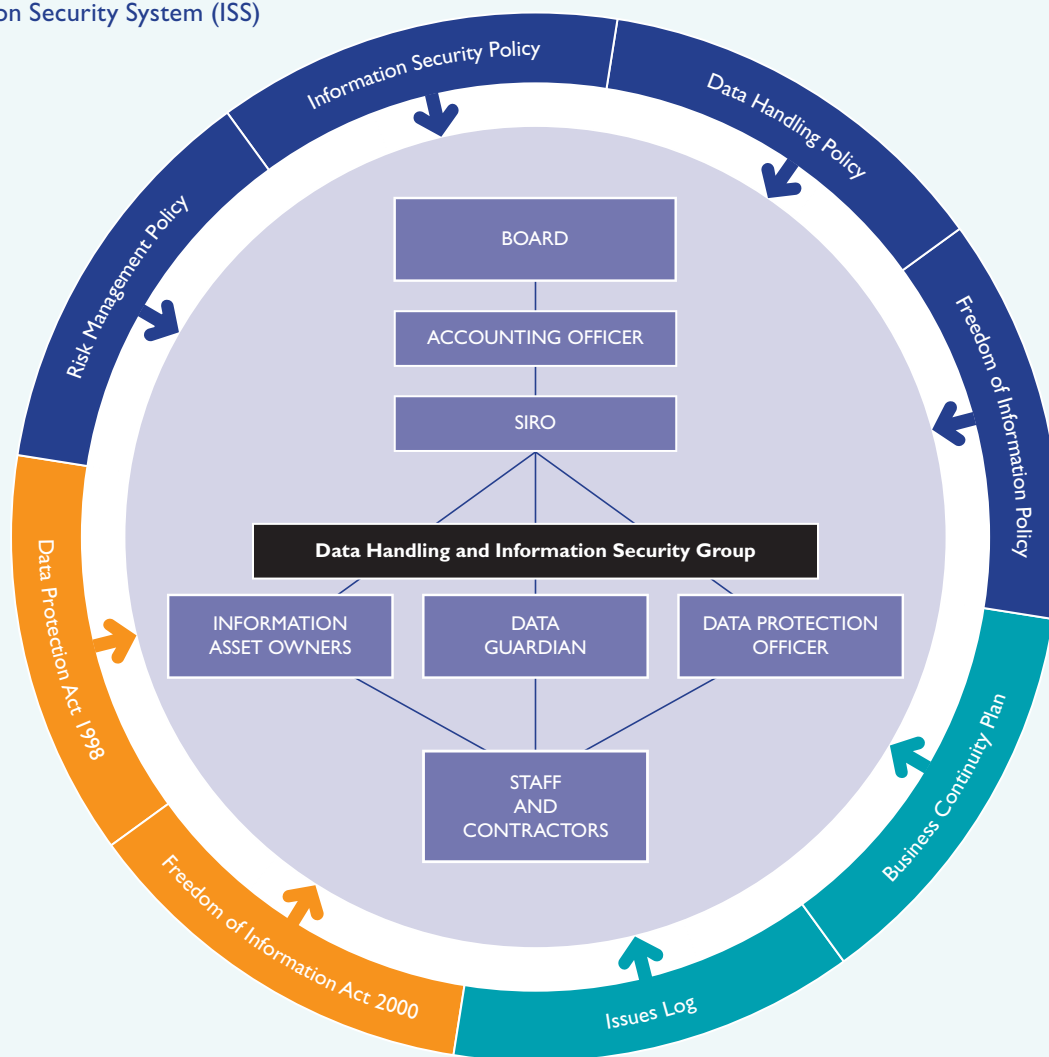 on Security System (ISS)
Information Security Policy
Data Handling Policy
Freedom of Information Policy
Business Continuity Plan
Issues Log
Freedom of Information Act 2000
Data Protection Act 1998
Risk Management Policy
BOARD
ACCOUNTING OFFICER
SIRO
Data Handling and Information Security Group
INFORMATION
ASSET OWNERS
DATA
GUARDIAN
DATA PROTECTION
OFFICER
STAFF
AND
CONTRACTORS